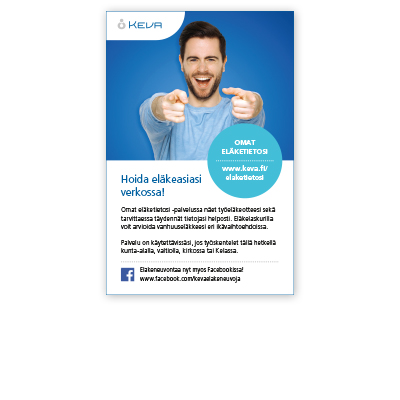 KEVA
OMAT
ELÄKETIETOSI
www.keva.fi/
elaketietosi
Hoida eläkeasiasi
verkossa!
Omat eläketietosi -palvelussa näet työeläkeotteesi sekä
tarvittaessa täydennät tietojasi helposti. Eläkelaskurilla
voit arvioida vanhuuseläkkeesi eri ikävaihtoehdoissa.
Palvelu on käytettävissäsi, jos työskentelet tällä hetkellä
kunta-alalla, valtiolla, kirkossa tai Kelassa.
Eläkeneuvontaa nyt myös Facebookissa!
www.facebook.com/kevaelakeneuvoja